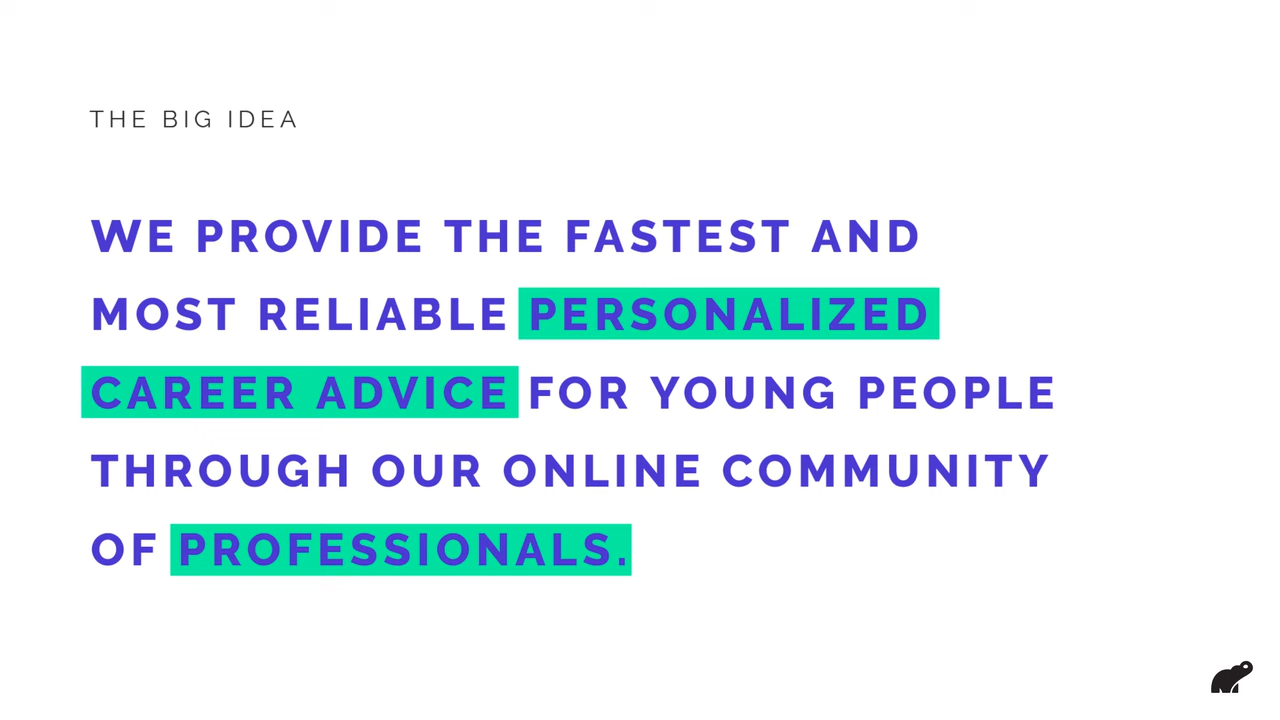 THE BIG IDEA
WE PROVIDE THE FASTEST AND
MOST RELIABLE PERSONALIZED
CAREER ADVICE FOR YOUNG PEOPLE
THROUGH OUR ONLINE COMMUNITY
OF PROFESSIONALS.